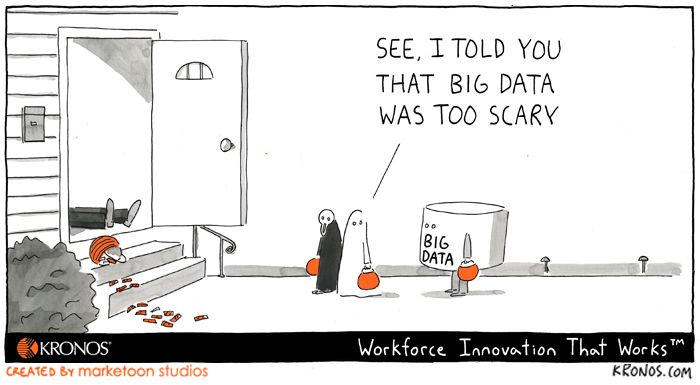 SEE, I TOLD YOU
THAT BIG DATA
WAS TOO SCARY
BIG
DATA
KRONOS®
Workforce Innovation That Works™
CREATED BY marketoon studios
KRONOS.COM